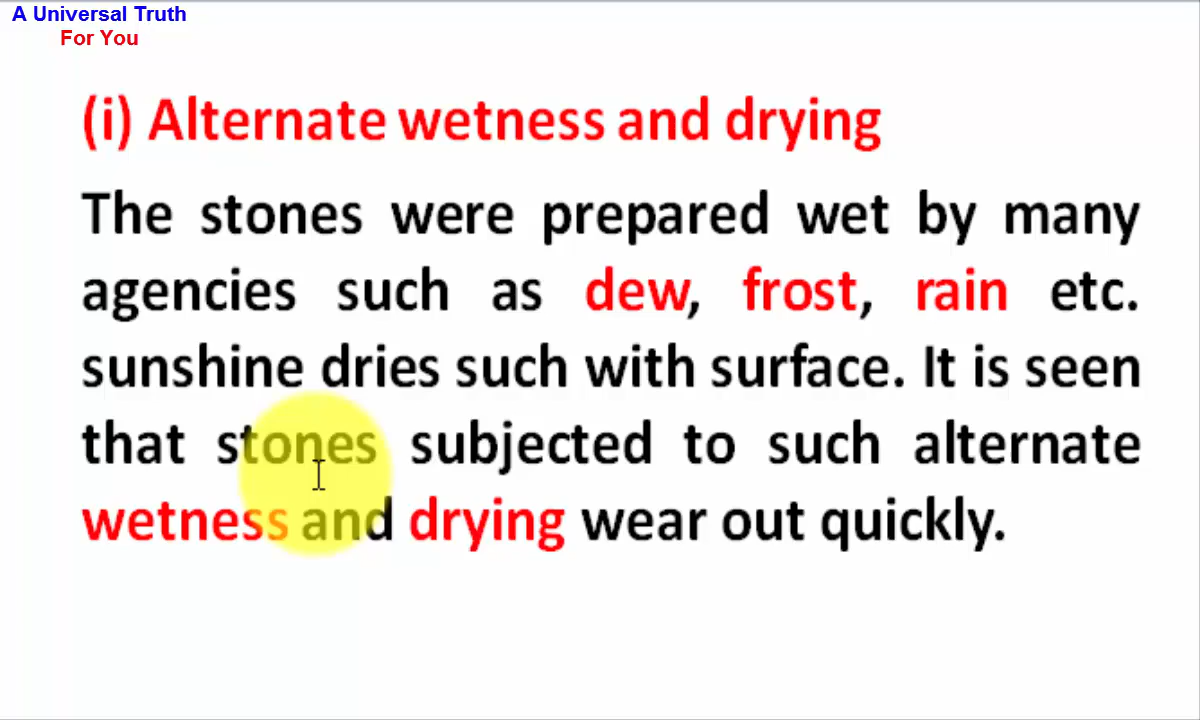 A Universal Truth
For You
(i) Alternate wetness and drying
The stones were prepared wet by many
agencies such as dew, frost, rain etc.
sunshine dries such with surface. It is seen
that stones subjected to such alternate
wetness and drying wear out quickly.